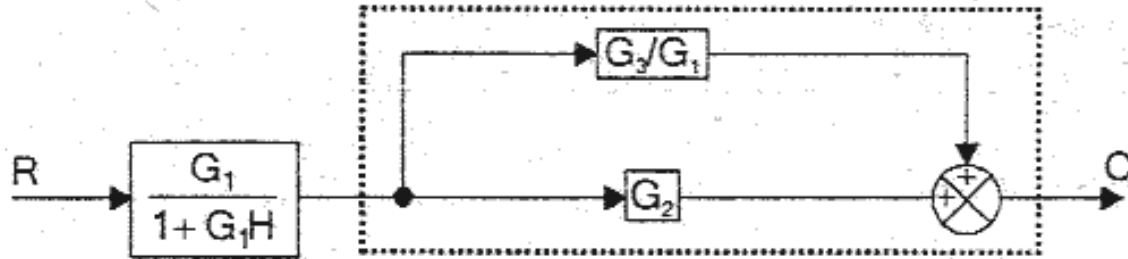 G₃/G₁
R
G₁
1+G₁H
G₂
+
+
C